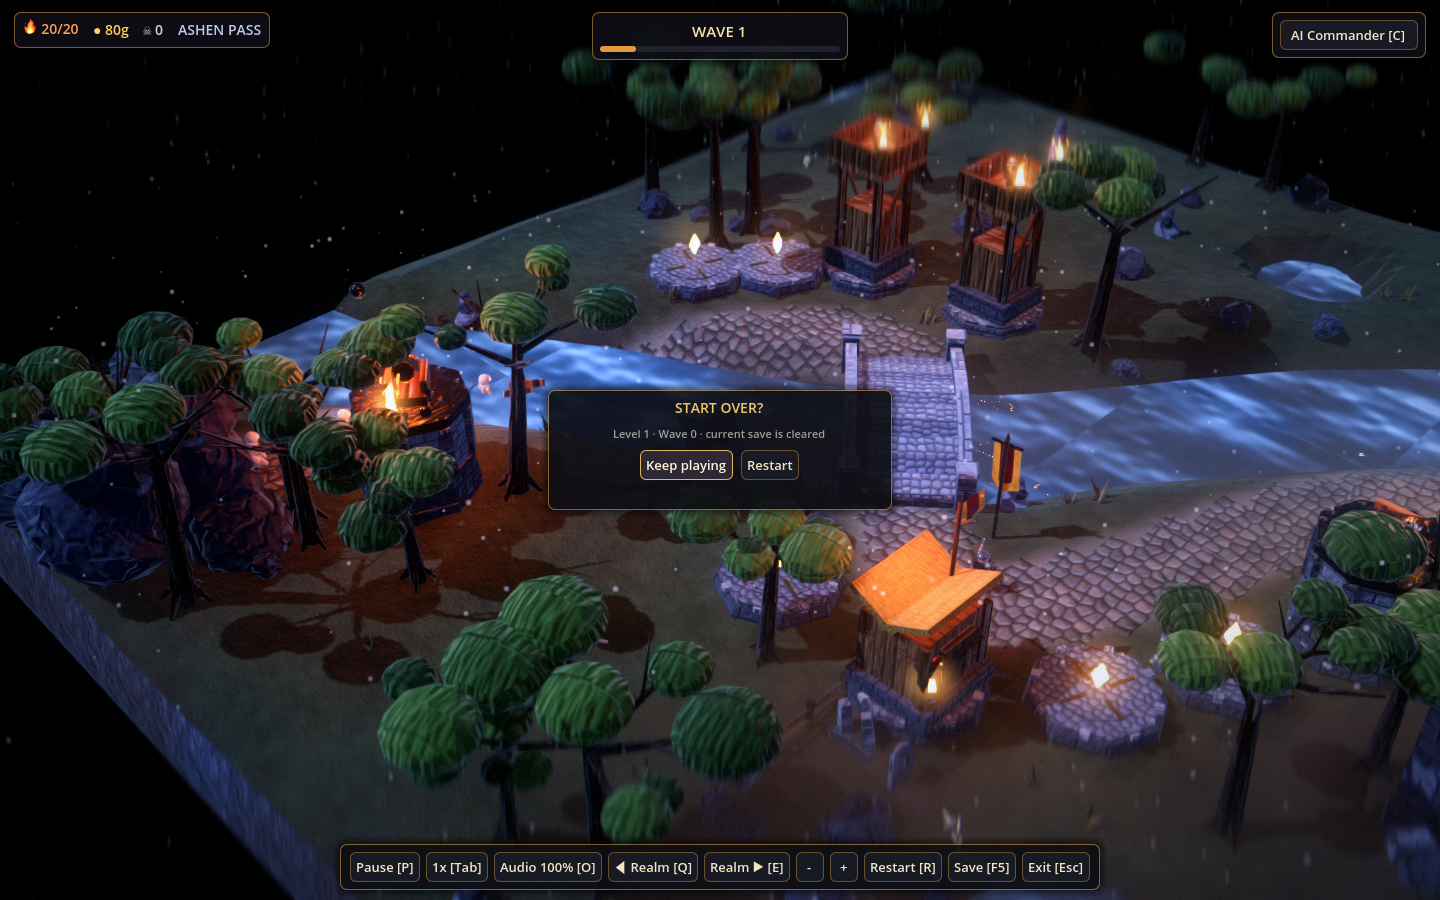 20/20 80g 0 ASHEN PASS
WAVE 1
AI Commander [C]
START OVER?
Level 1 · Wave 0 · current save is cleared
Keep playing Restart
Pause [P] 1x [Tab] Audio 100% [O] Realm [Q] Realm [E] - + Restart [R] Save [F5] Exit [Esc]